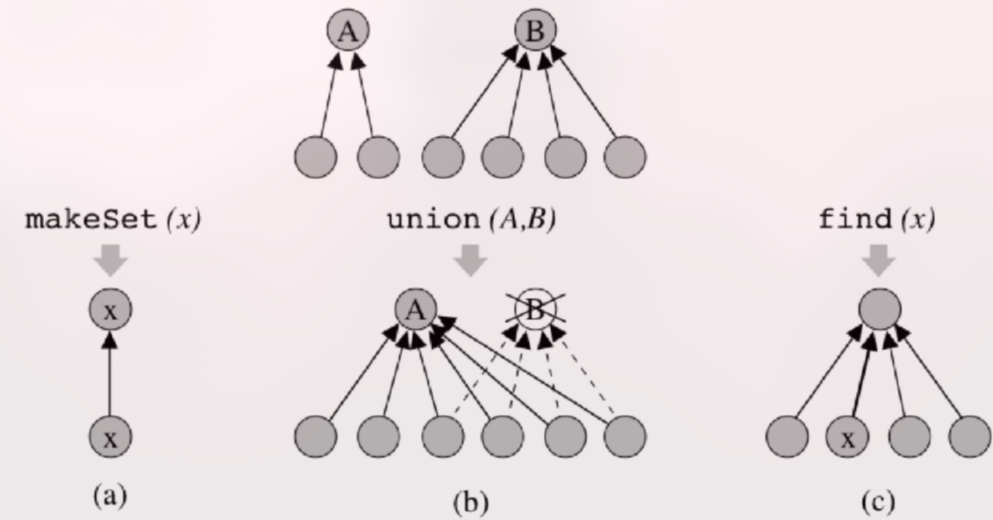 A B
makeSet (x) union (A,B) find (x)
x A B
x x
(a) (b) (c)